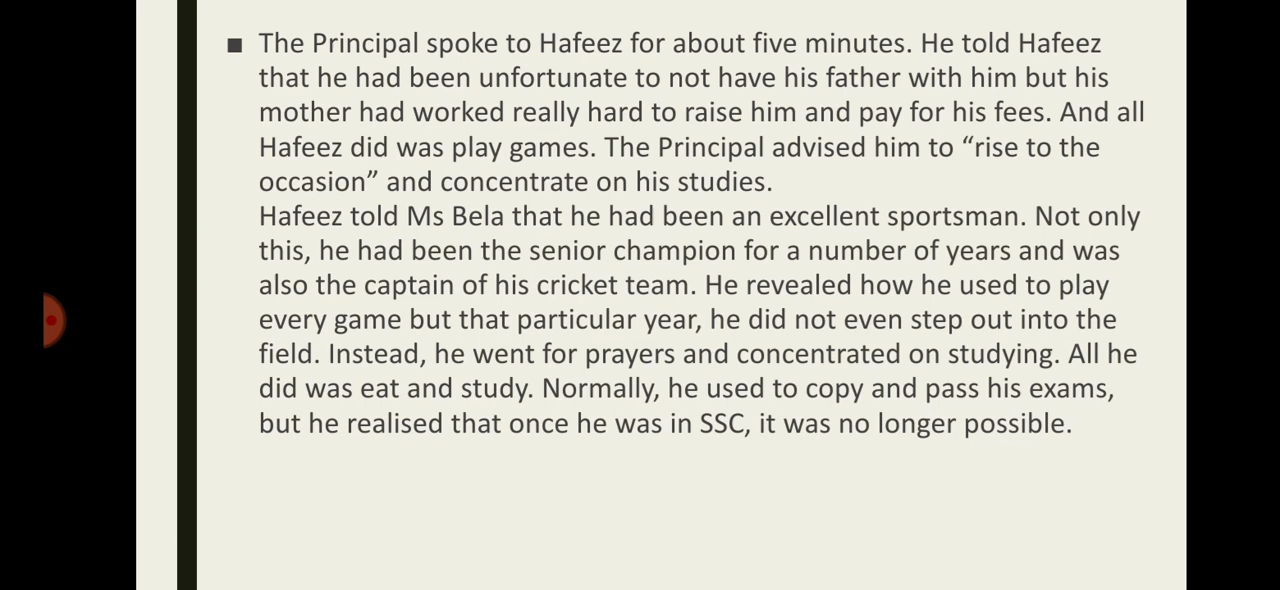 ▪ The Principal spoke to Hafeez for about five minutes. He told Hafeez
that he had been unfortunate to not have his father with him but his
mother had worked really hard to raise him and pay for his fees. And all
Hafeez did was play games. The Principal advised him to “rise to the
occasion” and concentrate on his studies.
Hafeez told Ms Bela that he had been an excellent sportsman. Not only
this, he had been the senior champion for a number of years and was
also the captain of his cricket team. He revealed how he used to play
every game but that particular year, he did not even step out into the
field. Instead, he went for prayers and concentrated on studying. All he
did was eat and study. Normally, he used to copy and pass his exams,
but he realised that once he was in SSC, it was no longer possible.